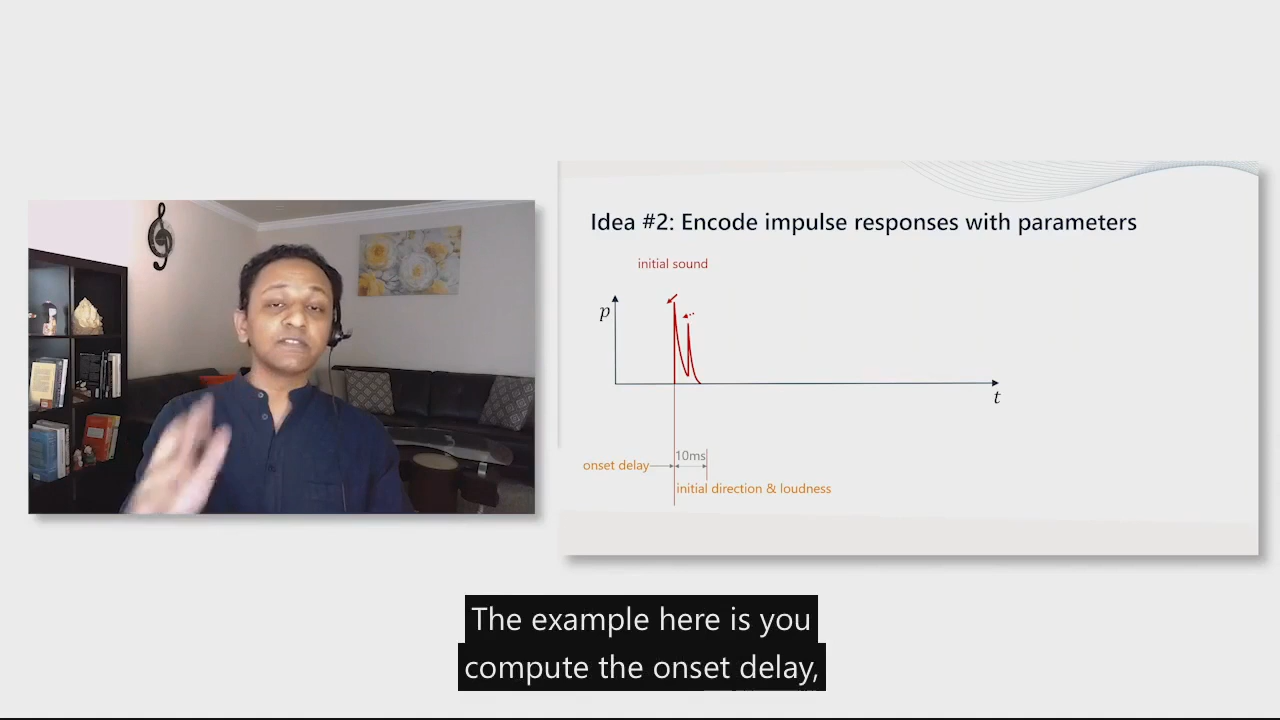 Idea #2: Encode impulse responses with parameters
initial sound
p
t
10ms
onset delay
initial direction & loudness
The example here is you
compute the onset delay,